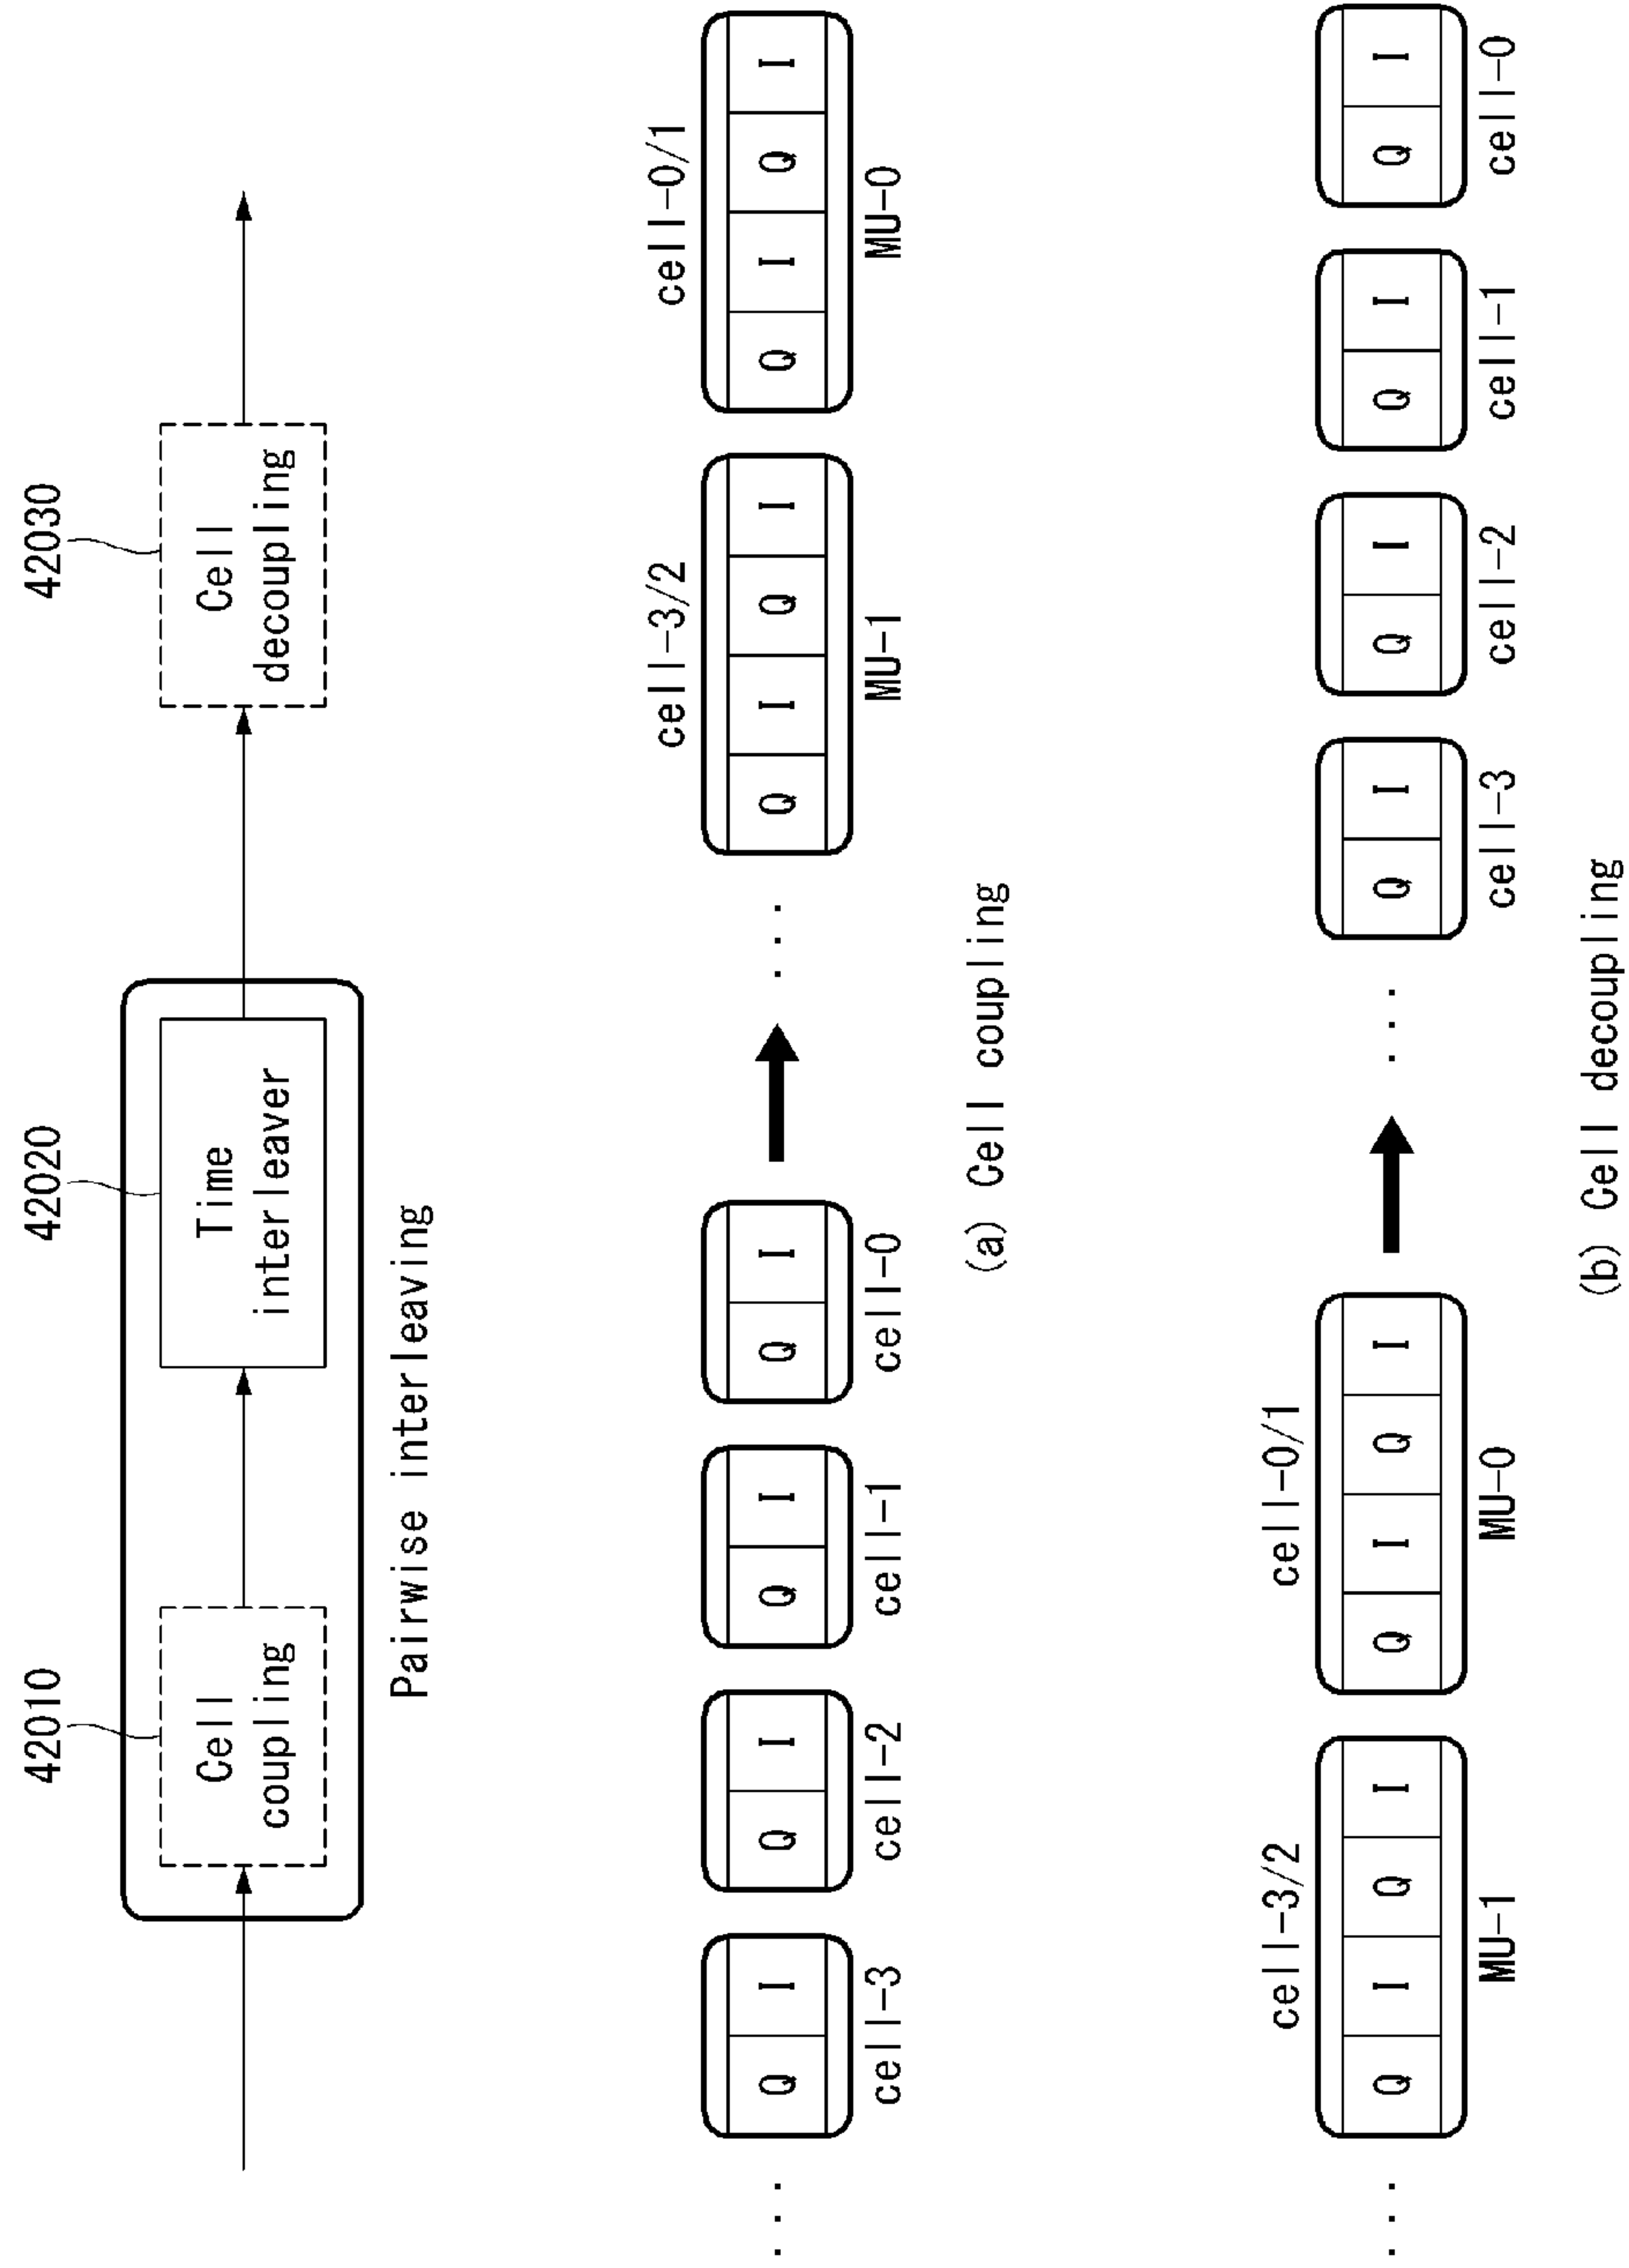 42010
42020
42030
Cell
coupling
Time
interleaver
Cell
decoupling
Pairwise interleaving
cell-3/2
cell-0/1
. . .
Q I
Q I
Q I
Q I
. . .
Q I Q I
Q I Q I
cell-3
cell-2
cell-1
cell-0
MU-1
MU-0
(a) Cell coupling
cell-3/2
cell-0/1
. . .
Q I Q I
Q I Q I
. . .
Q I
Q I
Q I
Q I
MU-1
MU-0
cell-3
cell-2
cell-1
cell-0
(b) Cell decoupling